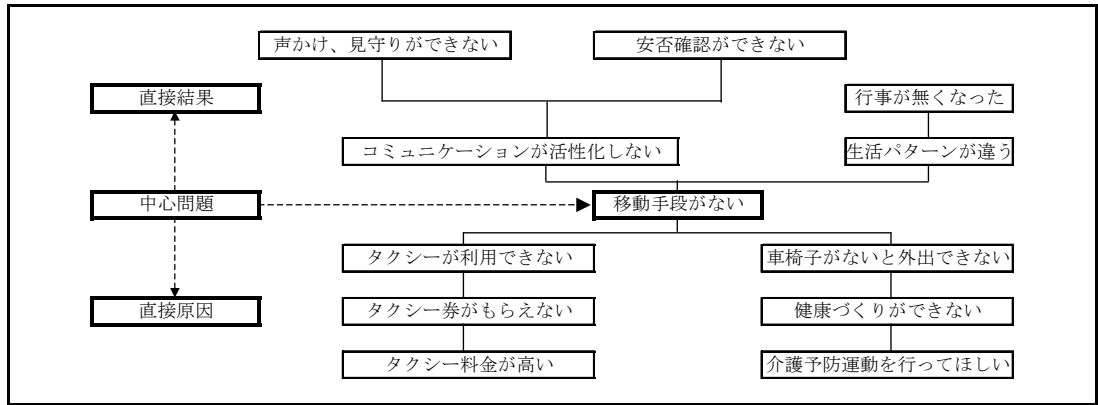 声かけ、見守りができない
安否確認ができない
直接結果
行事が無くなった
コミュニケーションが活性化しない
生活パターンが違う
中心問題
移動手段がない
タクシーが利用できない
車椅子がないと外出できない
直接原因
タクシー券がもらえない
健康づくりができない
タクシー料金が高い
介護予防運動を行ってほしい